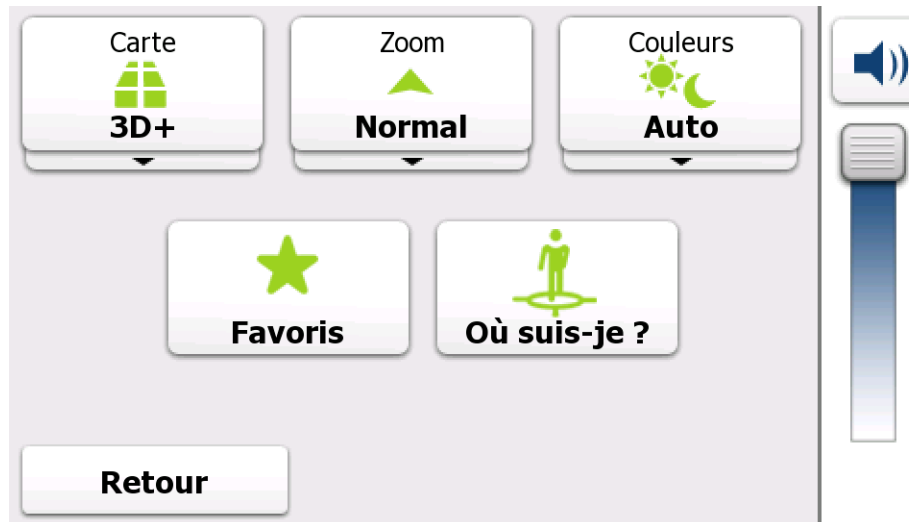 Carte
3D+
Zoom
Normal
Couleurs
Auto
Favoris
Où suis-je ?
Retour